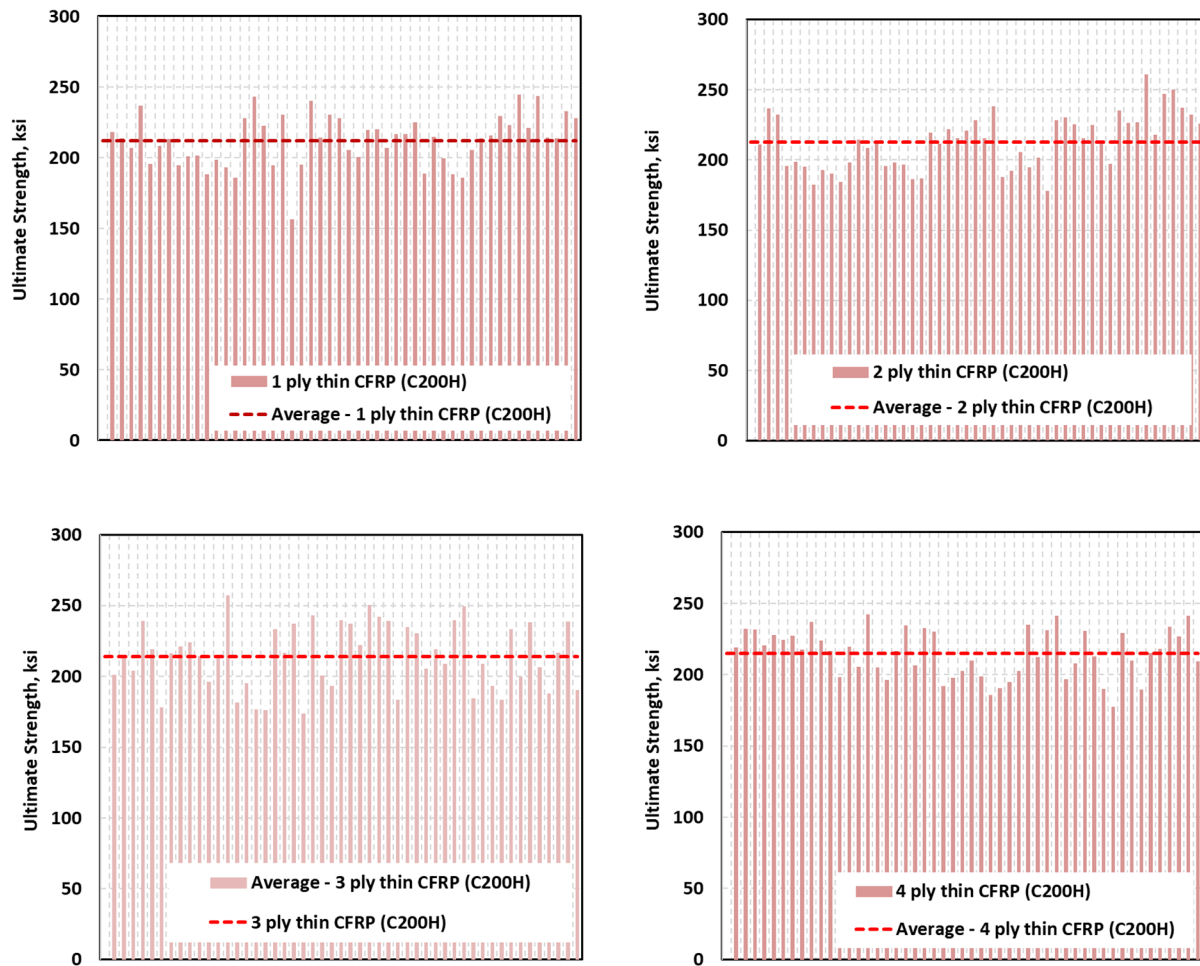 300
250
200
150
100
50
0
Ultimate Strength, ksi
1 ply thin CFRP (C200H)
Average - 1 ply thin CFRP (C200H)
300
250
200
150
100
50
0
Ultimate Strength, ksi
2 ply thin CFRP (C200H)
Average - 2 ply thin CFRP (C200H)
300
250
200
150
100
50
0
Ultimate Strength, ksi
Average - 3 ply thin CFRP (C200H)
3 ply thin CFRP (C200H)
300
250
200
150
100
50
0
Ultimate Strength, ksi
4 ply thin CFRP (C200H)
Average - 4 ply thin CFRP (C200H)